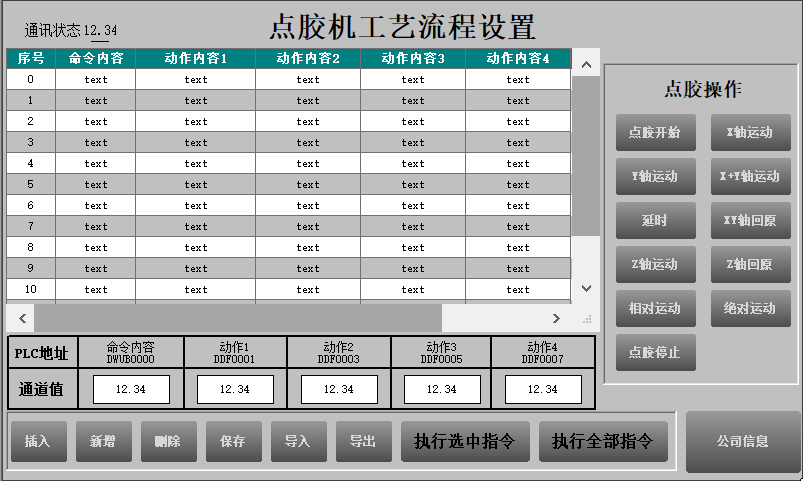 点胶机工艺流程设置
通讯状态 12.34
序号 命令内容 动作内容1 动作内容2 动作内容3 动作内容4
0 text text text text text
1 text text text text text
2 text text text text text
3 text text text text text
4 text text text text text
5 text text text text text
6 text text text text text
7 text text text text text
8 text text text text text
9 text text text text text
10 text text text text text
PLC地址 命令内容 动作1 动作2 动作3 动作4
DWUB0000 DDF0001 DDF0003 DDF0005 DDF0007
通道值 12.34 12.34 12.34 12.34 12.34
插入 新增 删除 保存 导入 导出 执行选中指令 执行全部指令
点胶操作
点胶开始 X轴运动
Y轴运动 X+Y轴运动
延时 XY轴回原
Z轴运动 Z轴回原
相对运动 绝对运动
点胶停止
公司信息